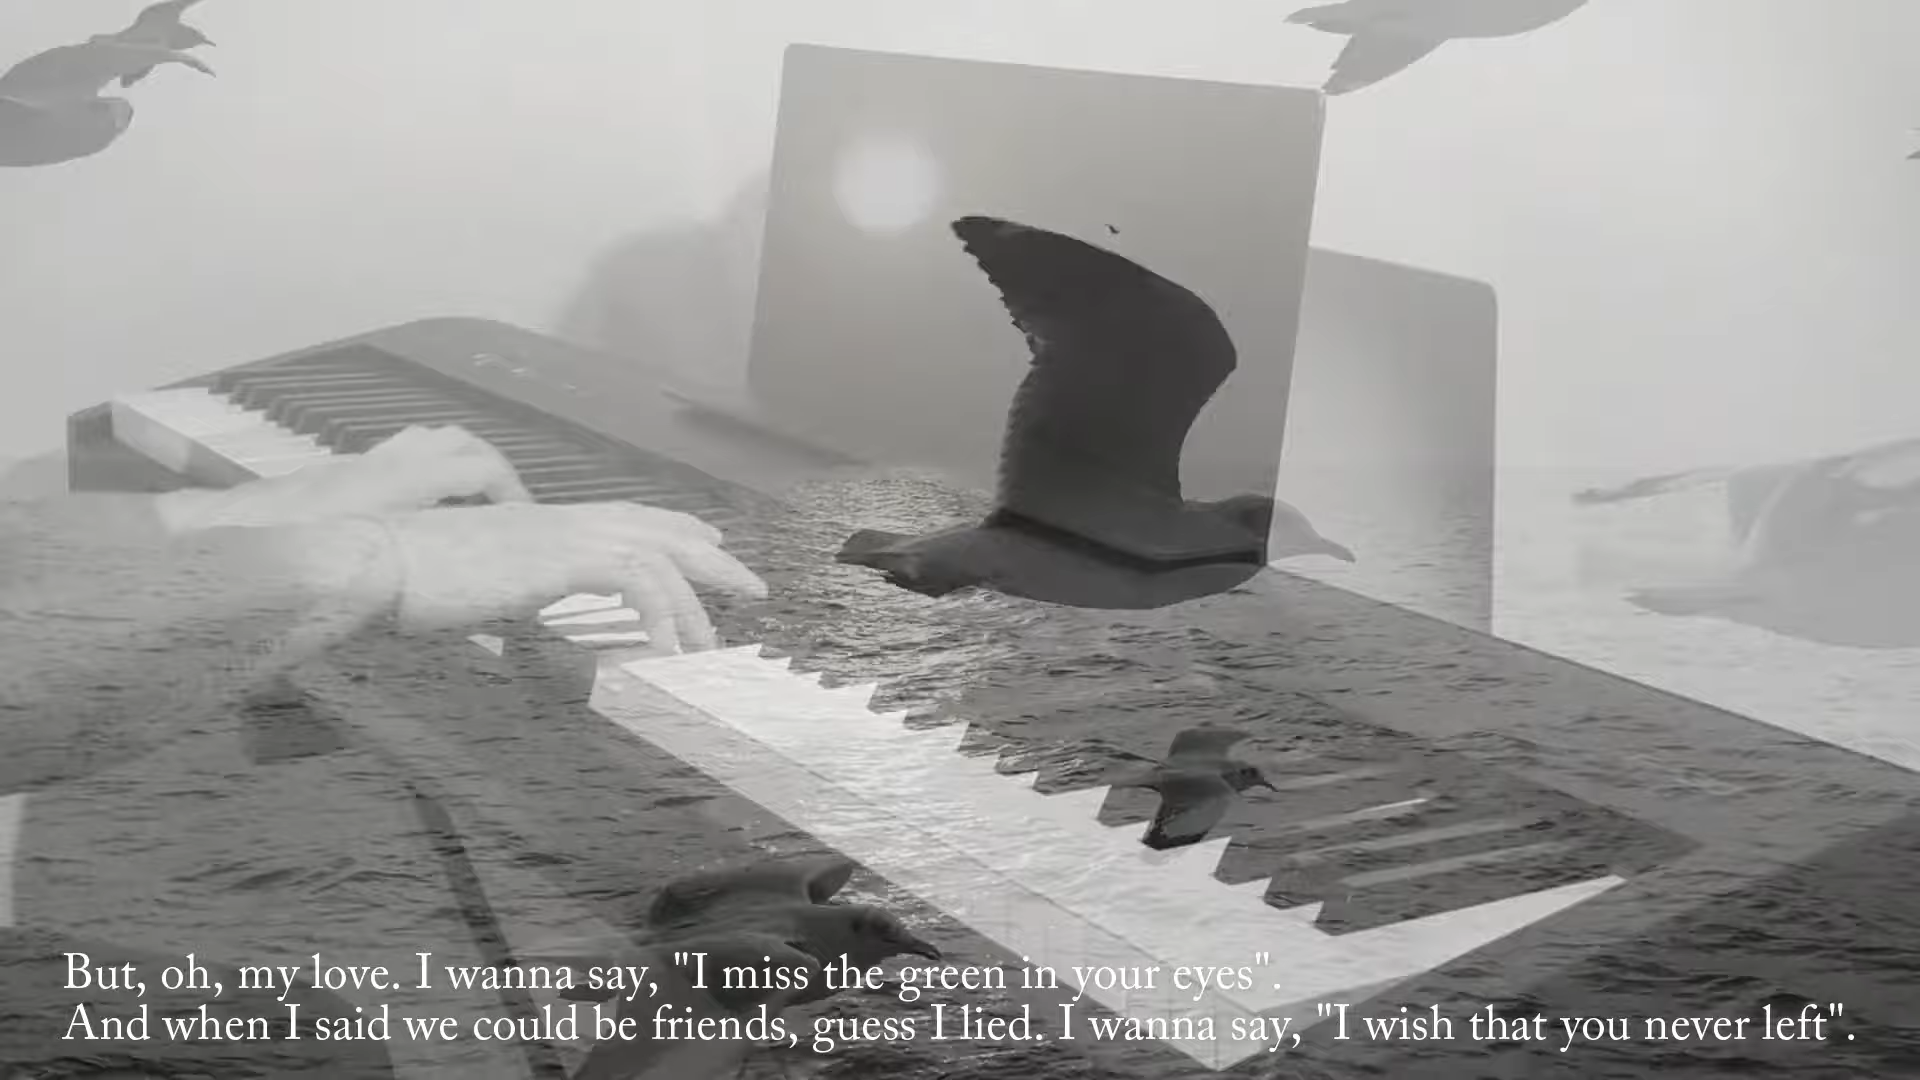 But, oh, my love. I wanna say, "I miss the green in your eyes".
And when I said we could be friends, guess I lied. I wanna say, "I wish that you never left".